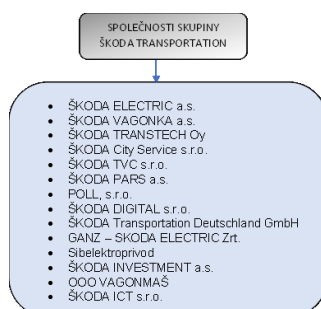 SPOLEČNOSTI SKUPINY
ŠKODA TRANSPORTATION
• ŠKODA ELECTRIC a.s.
• ŠKODA VAGONKA a.s.
• ŠKODA TRANSTECH Oy
• ŠKODA City Service s.r.o.
• ŠKODA TVC s.r.o.
• ŠKODA PARS a.s.
• POLL, s.r.o.
• ŠKODA DIGITAL s.r.o.
• ŠKODA Transportation Deutschland GmbH
• GANZ – SKODA ELECTRIC Zrt.
• Sibelektroprivod
• ŠKODA INVESTMENT a.s.
• OOO VAGONMAŠ
• ŠKODA ICT s.r.o.